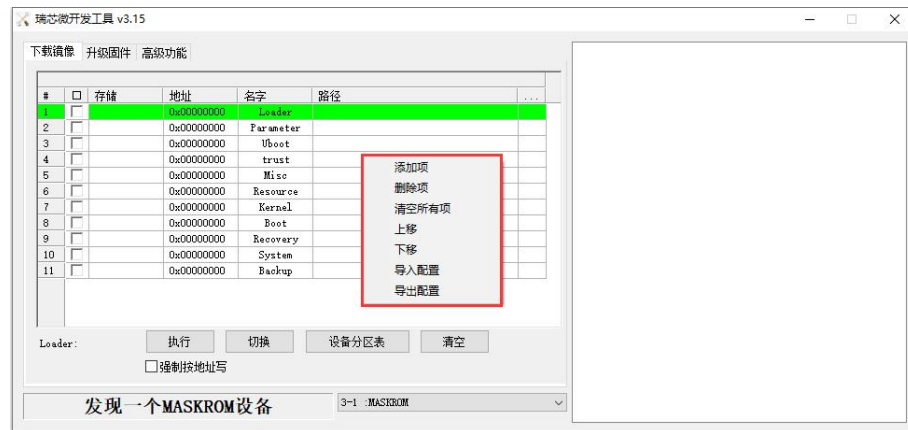 瑞芯微开发工具 v3.15
下载镜像 升级固件 高级功能
# 存储 地址 名字 路径 ...
1 0x00000000 Loader
2 0x00000000 Parameter
3 0x00000000 Uboot
4 0x00000000 trust
5 0x00000000 Misc
6 0x00000000 Resource
7 0x00000000 Kernel
8 0x00000000 Boot
9 0x00000000 Recovery
10 0x00000000 System
11 0x00000000 Backup
添加项
删除项
清空所有项
上移
下移
导入配置
导出配置
Loader: 执行 切换 设备分区表 清空
强制按地址写
发现一个MASKROM设备 3-1 :MASKROM